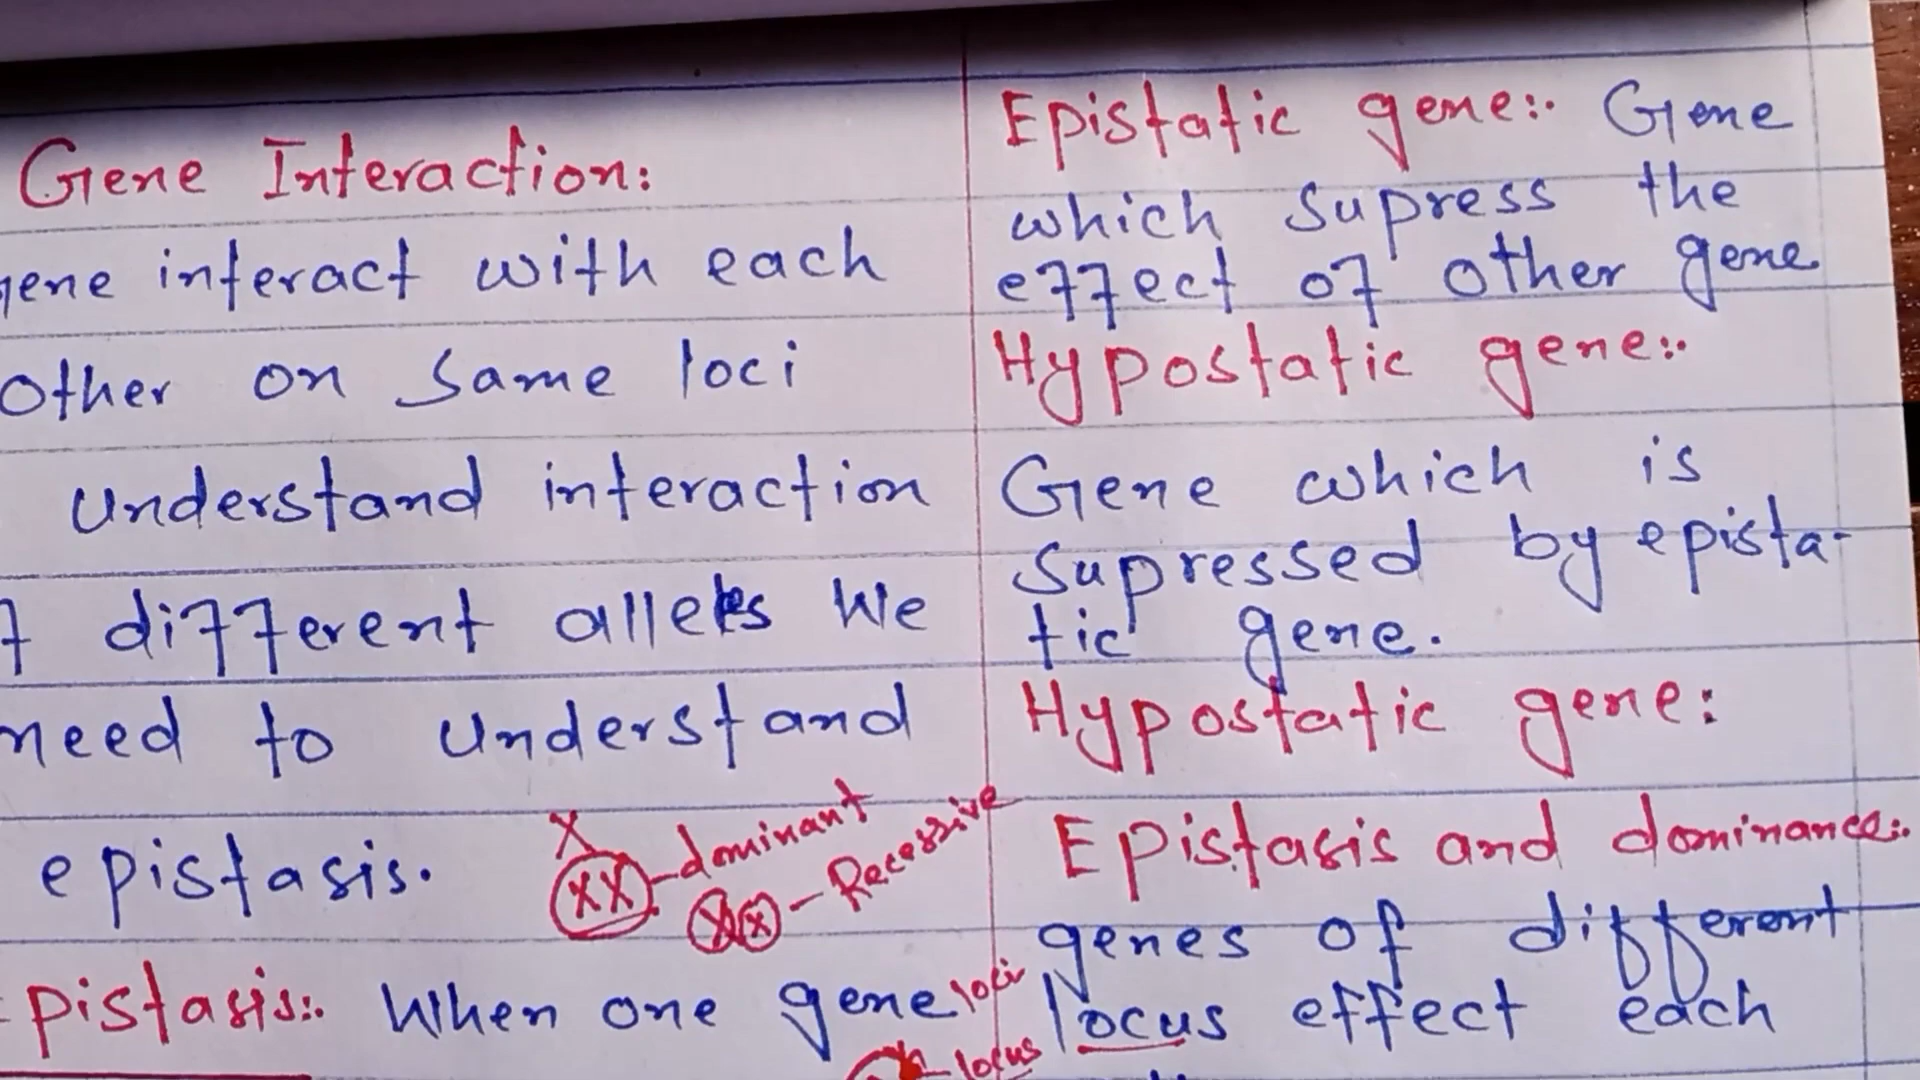 Gene Interaction:
gene interact with each
other on same loci
understand interaction
different alleles We
need to understand
epistasis.
X
XX - dominant
XX - Recessive
Epistasis:. When one gene
loci
locus
Epistatic gene:. Gene
which supress the
effect of other gene
Hypostatic gene:.
Gene which is
supressed by epista-
tic gene.
Hypostatic gene:
Epistasis and dominance:.
genes of different
locus effect each